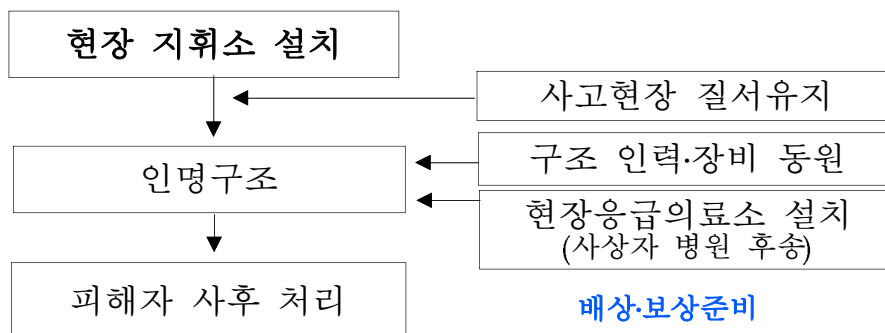 현장 지휘소 설치
사고현장 질서유지
인명구조
구조 인력·장비 동원
현장응급의료소 설치
(사상자 병원 후송)
피해자 사후 처리
배상·보상준비